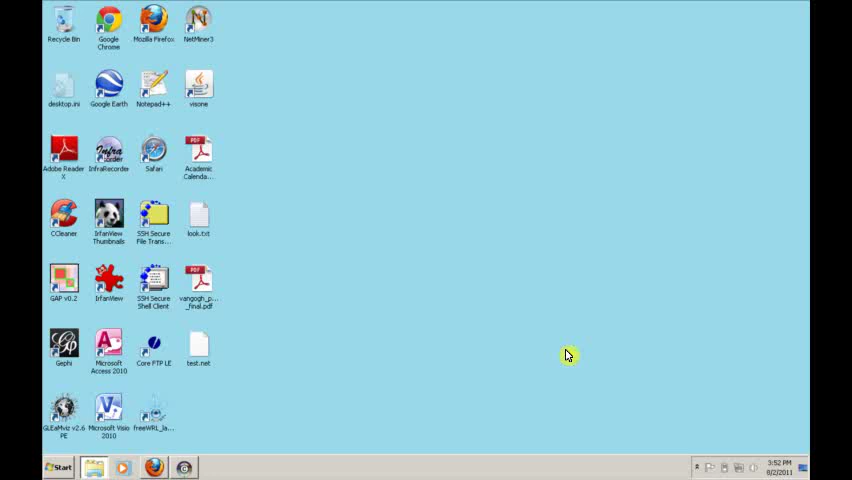 Recycle Bin
Google Chrome
Mozilla Firefox
NetMiner3
desktop.ini
Google Earth
Notepad++
visone
Adobe Reader X
InfraRecorder
Safari
Academic Calenda...
CCleaner
IrfanView Thumbnails
SSH Secure File Trans...
look.txt
GAP v0.2
IrfanView
SSH Secure Shell Client
vangogh_p..._final.pdf
Gephi
Microsoft Access 2010
Core FTP LE
test.net
GLEaMviz v2.6 PE
Microsoft Visio 2010
freeWR1_la...
Start
3:52 PM
8/2/2011